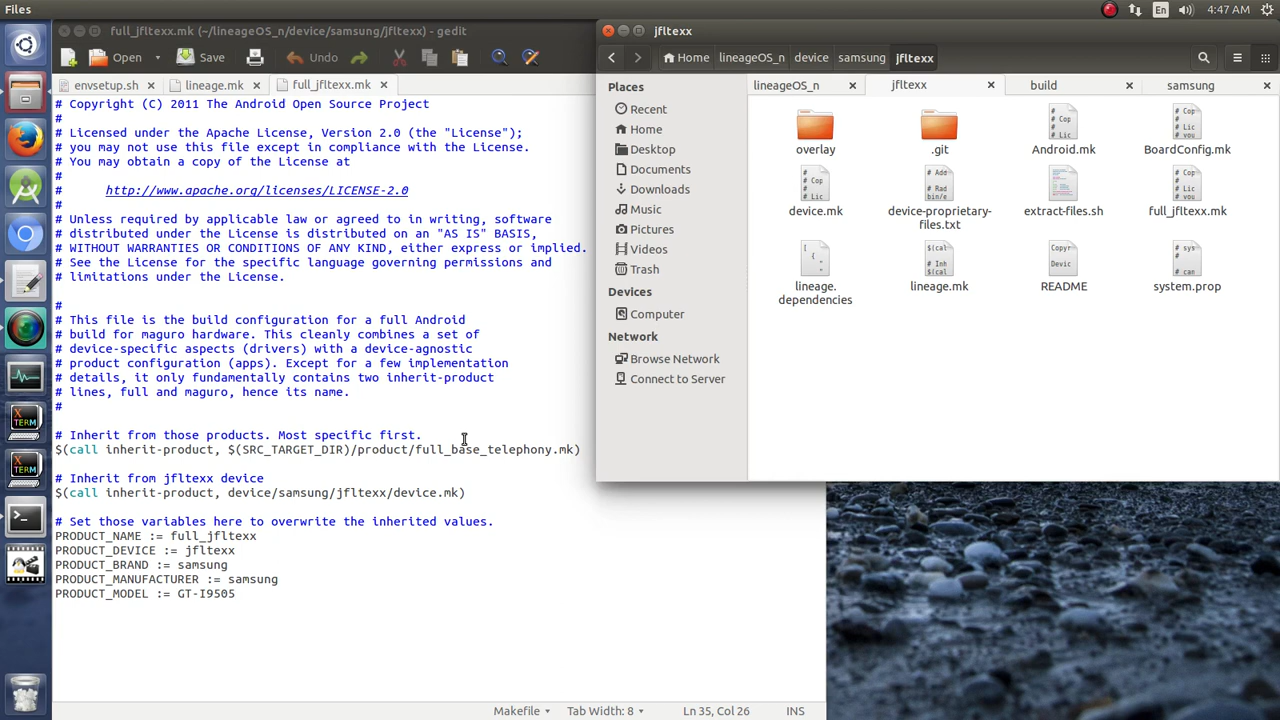 Files
En
4:47 AM
full_jfltexx.mk (~/lineageOS_n/device/samsung/jfltexx) - gedit
Open
Save
Undo
envsetup.sh
lineage.mk
full_jfltexx.mk
# Copyright (C) 2011 The Android Open Source Project
#
# Licensed under the Apache License, Version 2.0 (the "License");
# you may not use this file except in compliance with the License.
# You may obtain a copy of the License at
#
#      http://www.apache.org/licenses/LICENSE-2.0
#
# Unless required by applicable law or agreed to in writing, software
# distributed under the License is distributed on an "AS IS" BASIS,
# WITHOUT WARRANTIES OR CONDITIONS OF ANY KIND, either express or implied.
# See the License for the specific language governing permissions and
# limitations under the License.
#
# This file is the build configuration for a full Android
# build for maguro hardware. This cleanly combines a set of
# device-specific aspects (drivers) with a device-agnostic
# product configuration (apps). Except for a few implementation
# details, it only fundamentally contains two inherit-product
# lines, full and maguro, hence its name.
#
# Inherit from those products. Most specific first.
$(call inherit-product, $(SRC_TARGET_DIR)/product/full_base_telephony.mk)
# Inherit from jfltexx device
$(call inherit-product, device/samsung/jfltexx/device.mk)
# Set those variables here to overwrite the inherited values.
PRODUCT_NAME := full_jfltexx
PRODUCT_DEVICE := jfltexx
PRODUCT_BRAND := samsung
PRODUCT_MANUFACTURER := samsung
PRODUCT_MODEL := GT-I9505
Makefile
Tab Width: 8
Ln 35, Col 26
INS
jfltexx
Home
lineageOS_n
device
samsung
jfltexx
Places
Recent
Home
Desktop
Documents
Downloads
Music
Pictures
Videos
Trash
Devices
Computer
Network
Browse Network
Connect to Server
lineageOS_n
jfltexx
build
samsung
overlay
.git
Android.mk
BoardConfig.mk
device.mk
device-proprietary-
files.txt
extract-files.sh
full_jfltexx.mk
lineage.
dependencies
lineage.mk
README
system.prop
XTERM
XTERM